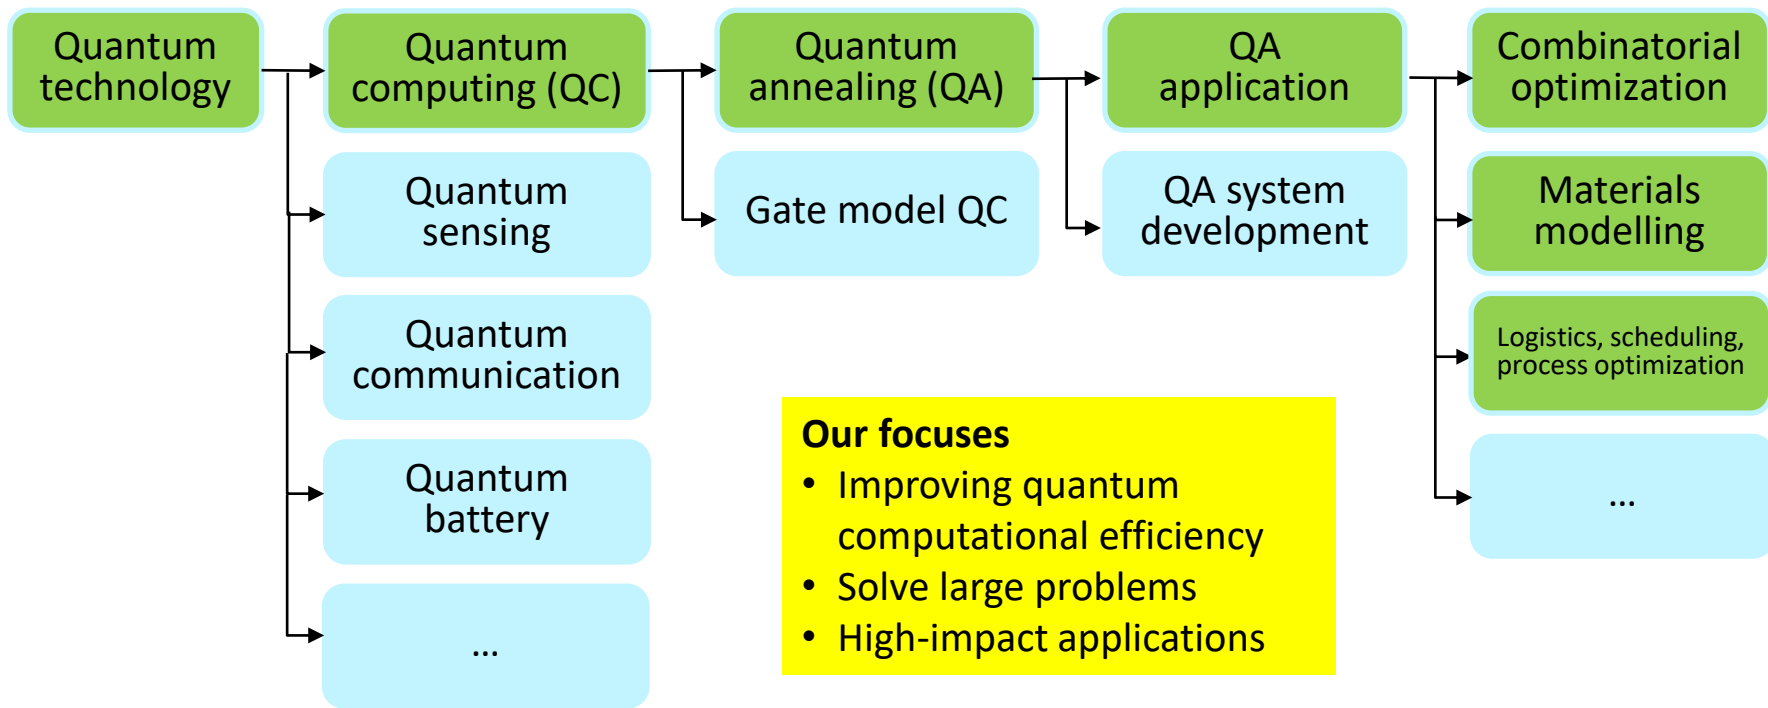 Quantum
technology
Quantum
computing (QC)
Quantum
annealing (QA)
QA
application
Combinatorial
optimization
Quantum
sensing
Gate model QC
QA system
development
Materials
modelling
Quantum
communication
Logistics, scheduling,
process optimization
Quantum
battery
...
...
Our focuses
• Improving quantum
computational efficiency
• Solve large problems
• High-impact applications